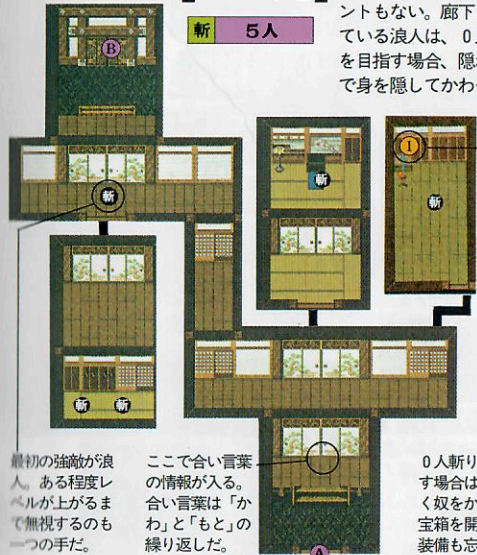 斬 5人
ントもない。廊下
ている浪人は、0人
を目指す場合、隠れ
で身を隠してかわ
B
斬
斬
I
斬
斬 斬
最初の強敵が浪
人。ある程度レ
ベルが上がるま
で無視するのも
一つの手だ。
ここで合い言葉
の情報が入る。
合い言葉は「か
わ」と「もと」の
繰り返しだ。
0人斬り
す場合は
く奴をか
宝箱を開
装備も忘
A